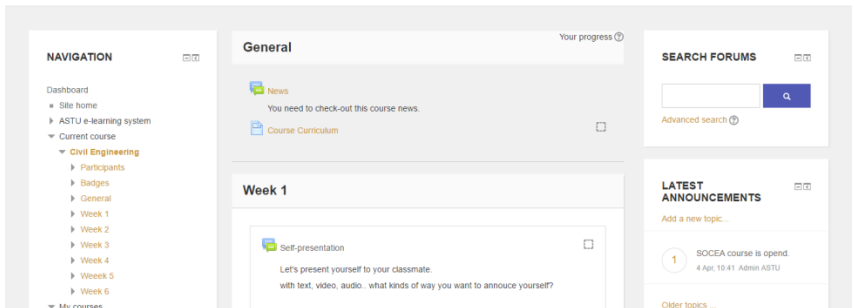 NAVIGATION
Dashboard
Site home
ASTU e-learning system
Current course
Civil Engineering
Participants
Badges
General
Week 1
Week 2
Week 3
Week 4
Weeek 5
Week 6
My courses
Your progress
General
News
You need to check-out this course news.
Course Curriculum
Week 1
Self-presentation
Let's present yourself to your classmate.
with text, video, audio.. what kinds of way you want to annouce yourself?
SEARCH FORUMS
Advanced search
LATEST
ANNOUNCEMENTS
Add a new topic...
1
SOCEA course is opend.
4 Apr, 10:41 Admin ASTU
Older topics ...